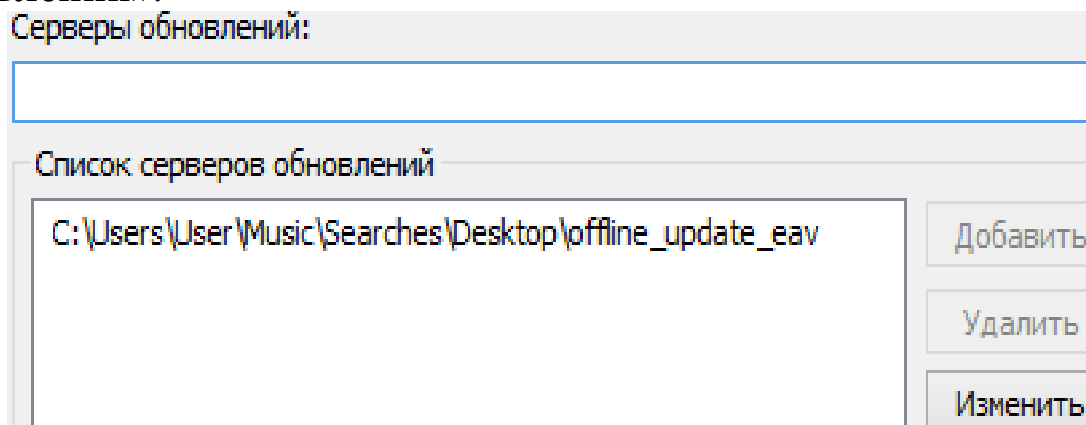 Серверы обновлений:
Список серверов обновлений
C:\Users\User\Music\Searches\Desktop\offline_update_eav
Добавить
Удалить
Изменить